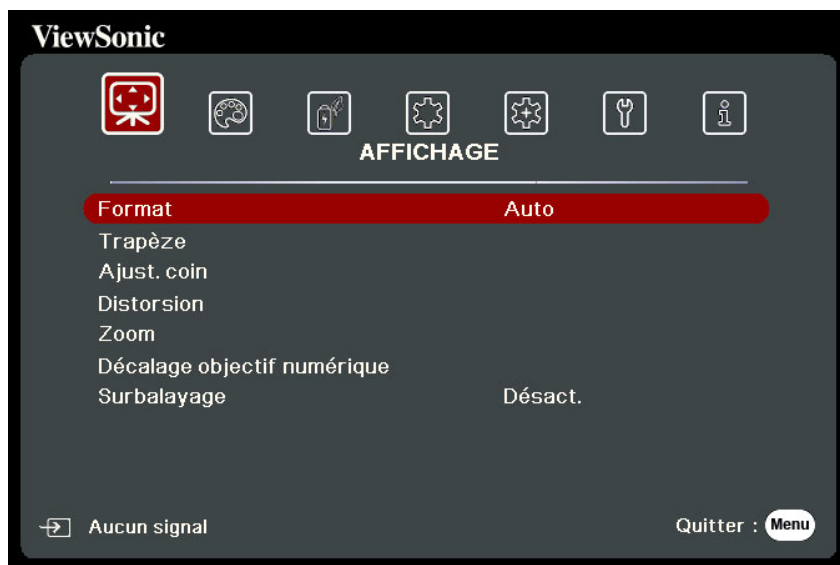 ViewSonic
AFFICHAGE
Format Auto
Trapèze
Ajust. coin
Distorsion
Zoom
Décalage objectif numérique
Surbalayage Désact.
Aucun signal Quitter : Menu